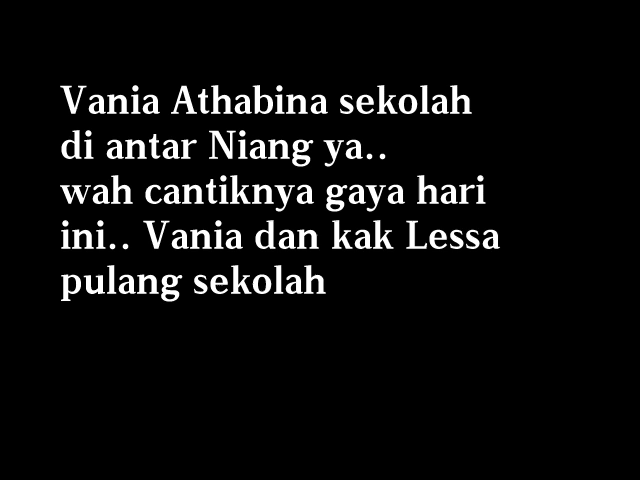 Vania Athabina sekolah
di antar Niang ya..
wah cantiknya gaya hari
ini.. Vania dan kak Lessa
pulang sekolah